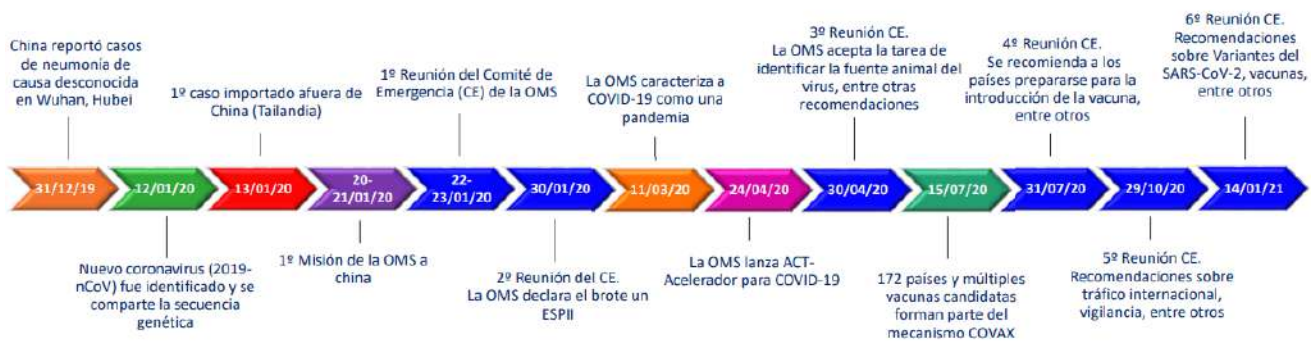 China reportó casos
de neumonía de
causa desconocida
en Wuhan, Hubei
31/12/19
12/01/20
Nuevo coronavirus (2019-
nCoV) fue identificado y se
comparte la secuencia
genética
1º caso importado afuera de
China (Tailandia)
13/01/20
20-
21/01/20
1º Misión de la OMS a
china
1º Reunión del Comité de
Emergencia (CE) de la OMS
22-
23/01/20
30/01/20
2º Reunión del CE.
La OMS declara el brote un
ESPII
La OMS caracteriza a
COVID-19 como una
pandemia
11/03/20
24/04/20
La OMS lanza ACT-
Acelerador para COVID-19
3º Reunión CE.
La OMS acepta la tarea de
identificar la fuente animal del
virus, entre otras
recomendaciones
30/04/20
15/07/20
172 países y múltiples
vacunas candidatas
forman parte del
mecanismo COVAX
4º Reunión CE.
Se recomienda a los
países prepararse para la
introducción de la vacuna,
entre otros
31/07/20
29/10/20
5º Reunión CE.
Recomendaciones sobre
tráfico internacional,
vigilancia, entre otros
6º Reunión CE.
Recomendaciones
sobre Variantes del
SARS-CoV-2, vacunas,
entre otros
14/01/21